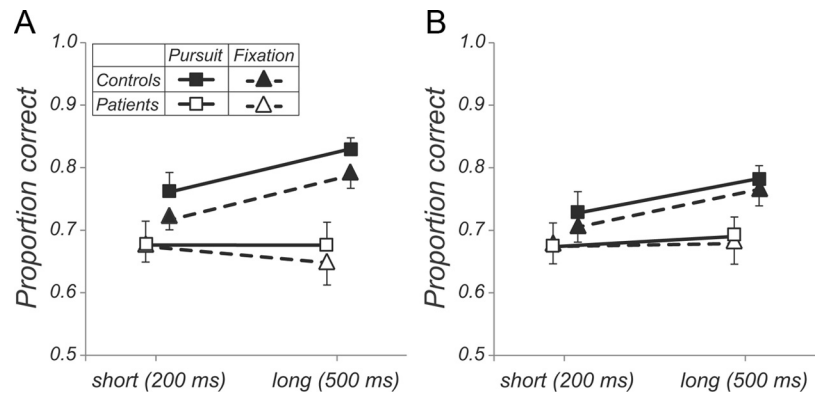 A
B
Pursuit Fixation
Controls
Patients
Proportion correct
1.0
0.9
0.8
0.7
0.6
0.5
short (200 ms) long (500 ms)
Proportion correct
1.0
0.9
0.8
0.7
0.6
0.5
short (200 ms) long (500 ms)